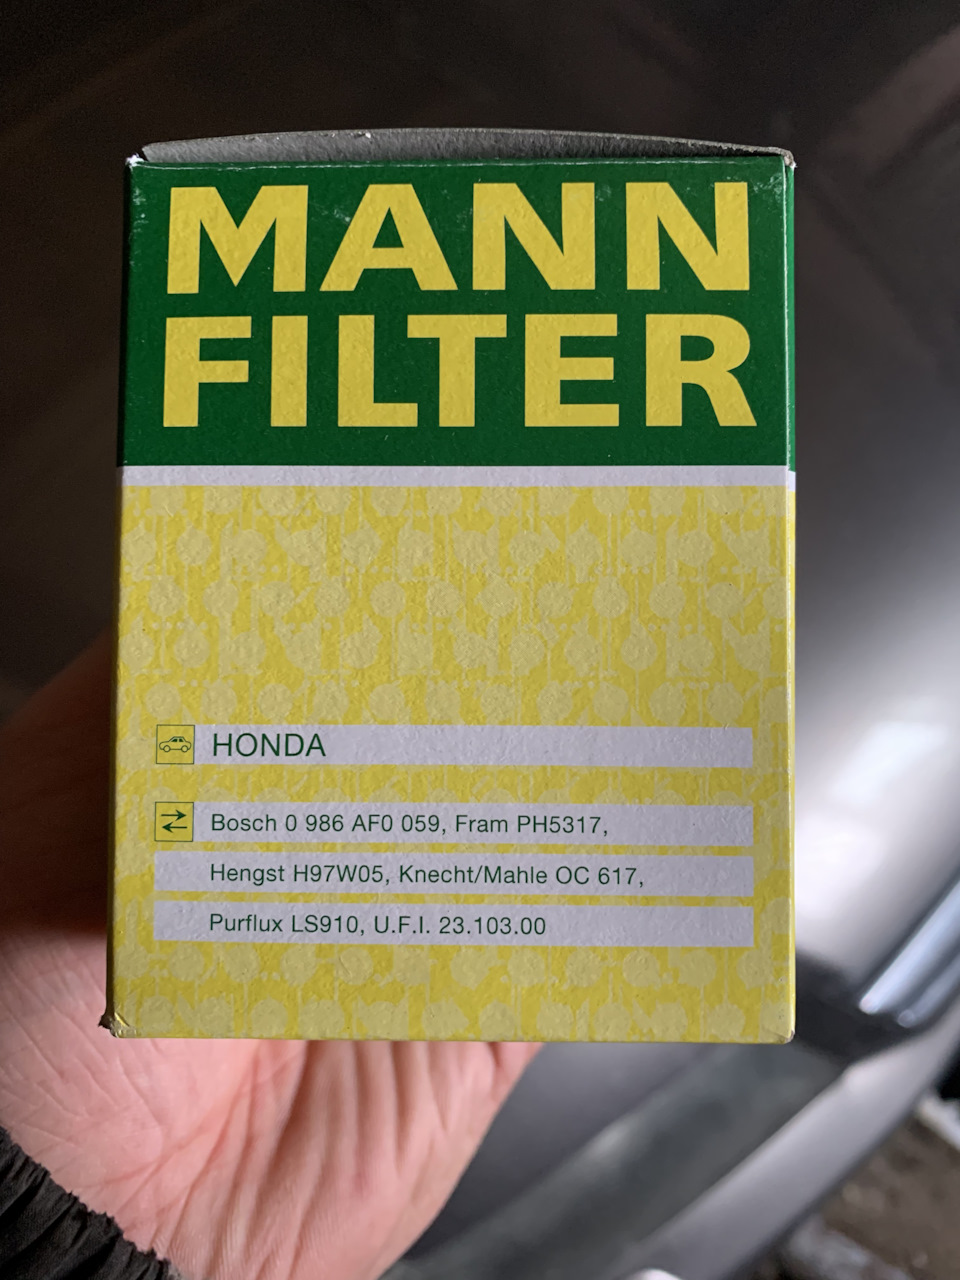 MANN
FILTER
HONDA
Bosch 0 986 AF0 059, Fram PH5317,
Hengst H97W05, Knecht/Mahle OC 617,
Purflux LS910, U.F.I. 23.103.00